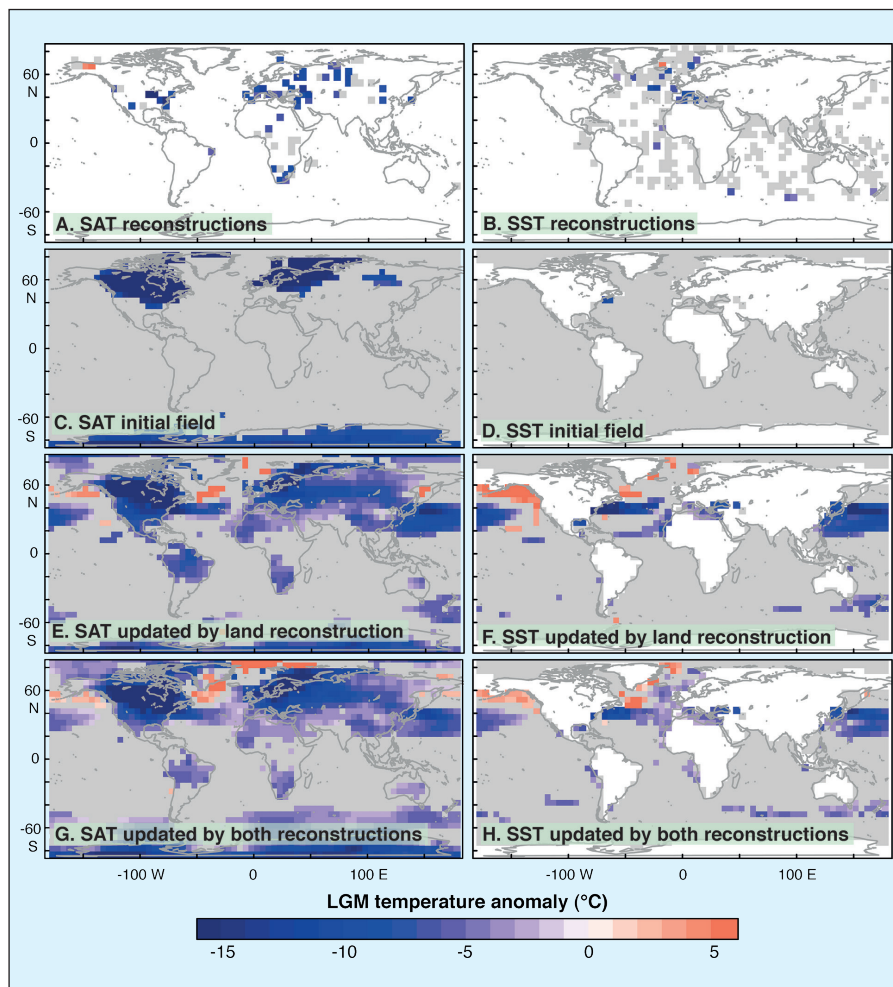 60
N
0
-60
S
A. SAT reconstructions
B. SST reconstructions
60
N
0
-60
S
C. SAT initial field
D. SST initial field
60
N
0
-60
S
E. SAT updated by land reconstruction
F. SST updated by land reconstruction
60
N
0
-60
S
G. SAT updated by both reconstructions
H. SST updated by both reconstructions
-100 W 0 100 E 0 100 E
LGM temperature anomaly (°C)
-15 -10 -5 0 5